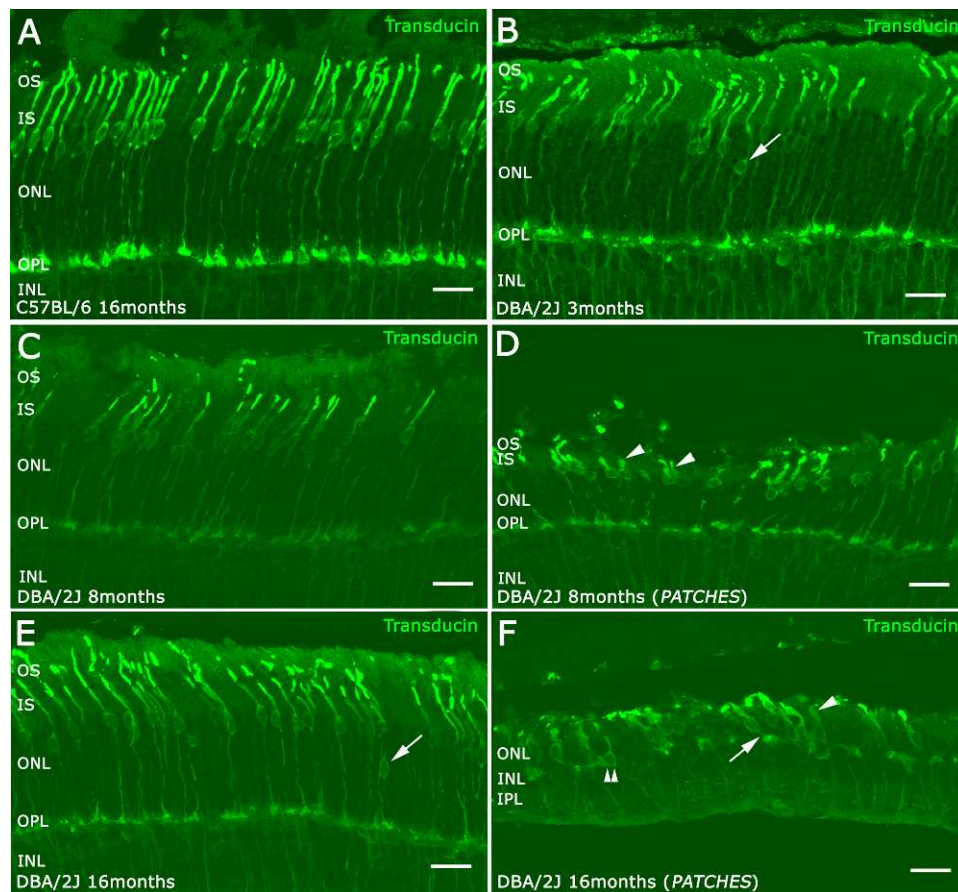 A Transducin
OS
IS
ONL
OPL
INL
C57BL/6 16months
B Transducin
OS
IS
ONL
OPL
INL
DBA/2J 3months
C Transducin
OS
IS
ONL
OPL
INL
DBA/2J 8months
D Transducin
OS
IS
ONL
OPL
INL
DBA/2J 8months (PATCHES)
E Transducin
OS
IS
ONL
OPL
INL
DBA/2J 16months
F Transducin
ONL
INL
IPL
DBA/2J 16months (PATCHES)